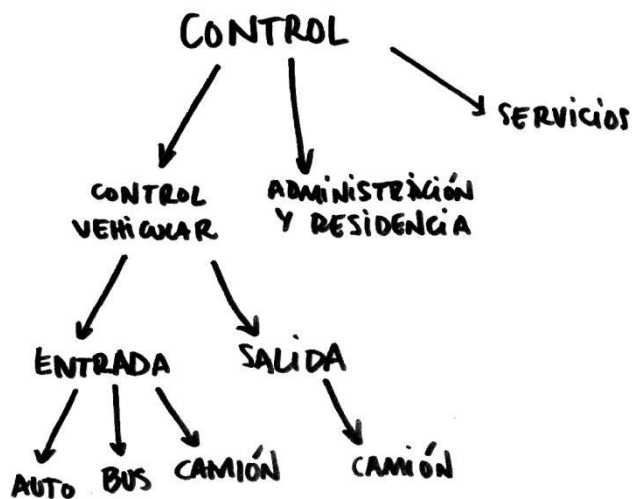 CONTROL
SERVICIOS
CONTROL
VEHICULAR
ADMINISTRACIÓN
Y RESIDENCIA
ENTRADA
SALIDA
AUTO
BUS
CAMIÓN
CAMIÓN